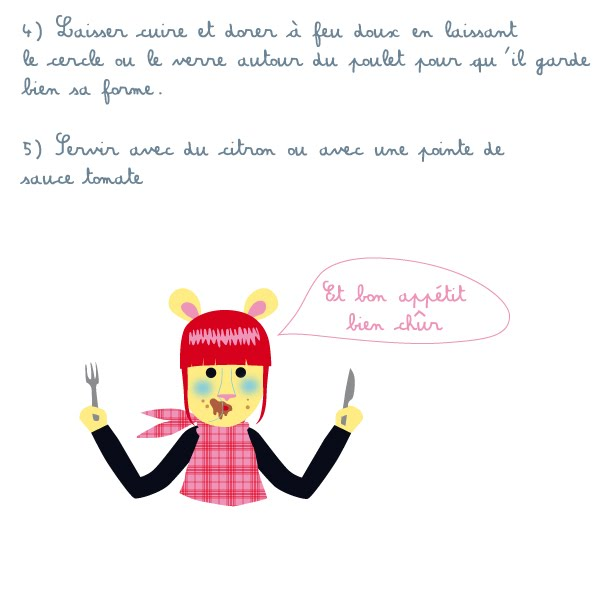 4) Laisser cuire et dorer à feu doux en laissant
le cercle ou le verre autour du poulet pour qu'il garde
bien sa forme.
5) Servir avec du citron ou avec une pointe de
sauce tomate
Et bon appétit
bien chûr